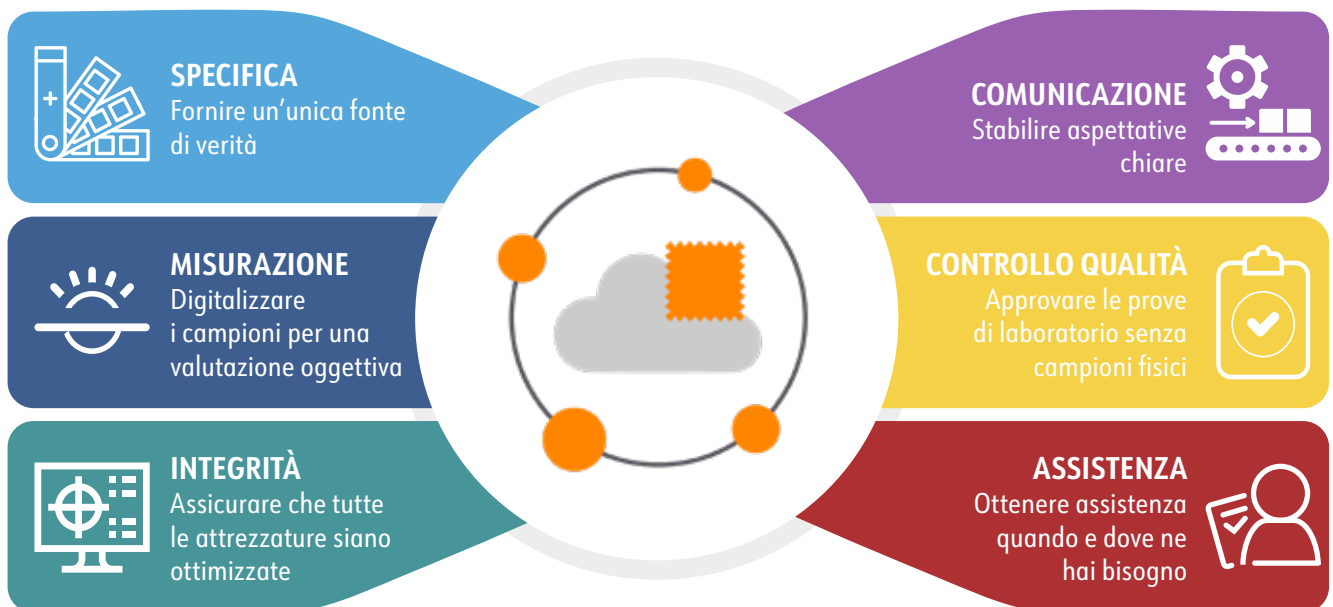 SPECIFICA
Fornire un’unica fonte
di verità
MISURAZIONE
Digitalizzare
i campioni per una
valutazione oggettiva
INTEGRITÀ
Assicurare che tutte
le attrezzature siano
ottimizzate
COMUNICAZIONE
Stabilire aspettative
chiare
CONTROLLO QUALITÀ
Approvare le prove
di laboratorio senza
campioni fisici
ASSISTENZA
Ottenere assistenza
quando e dove ne
hai bisogno